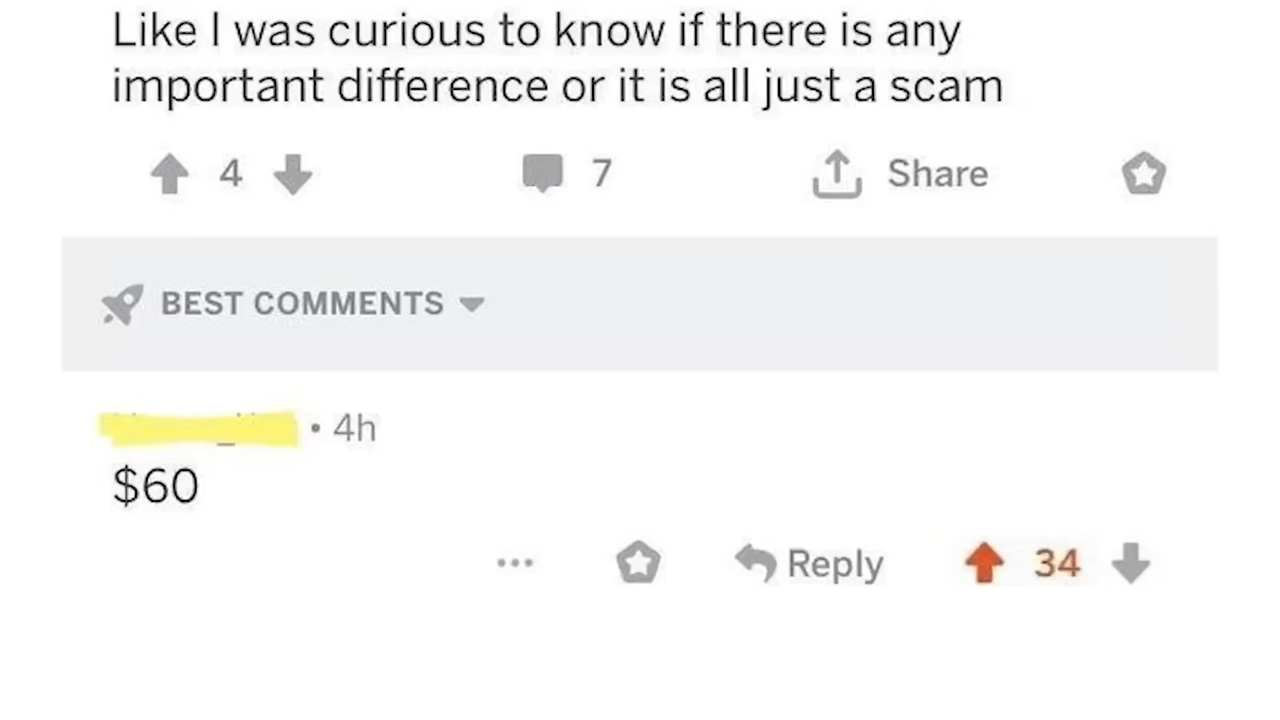 Like I was curious to know if there is any
important difference or it is all just a scam
4 7 Share
BEST COMMENTS
• 4h
$60
... Reply 34